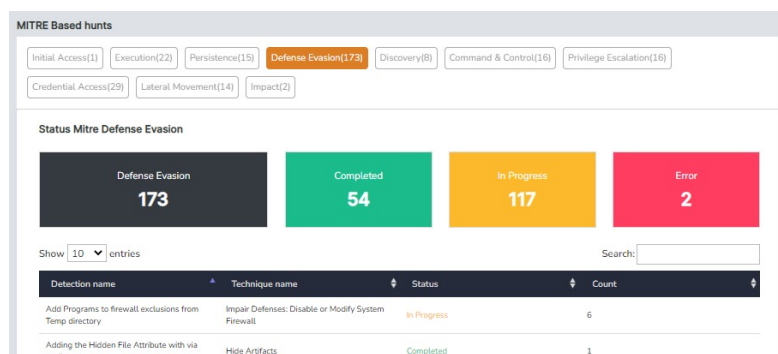 MITRE Based hunts
Initial Access(1) Execution(22) Persistence(15) Defense Evasion(173) Discovery(8) Command & Control(16) Privilege Escalation(16)
Credential Access(29) Lateral Movement(14) Impact(2)
Status Mitre Defense Evasion
Defense Evasion Completed In Progress Error
173 54 117 2
Show 10 entries Search:
Detection name Technique name Status Count
Add Programs to firewall exclusions from Impair Defenses: Disable or Modify System In Progress 6
Temp directory Firewall
Adding the Hidden File Attribute with via Hide Artifacts Completed 1